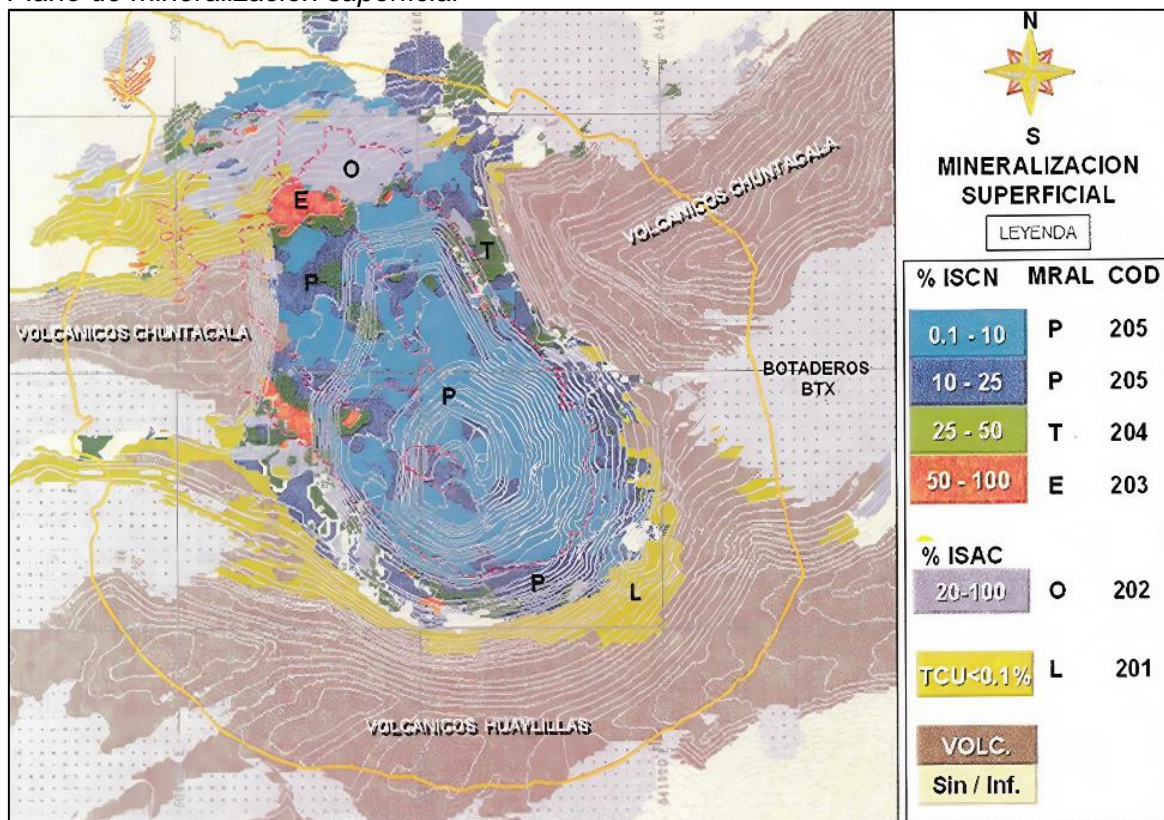 Plano de mineralización superficial
N
S
MINERALIZACION
SUPERFICIAL
LEYENDA
% ISCN MRAL COD
0.1 - 10 P 205
10 - 25 P 205
25 - 50 T 204
50 - 100 E 203
% ISAC
20-100 O 202
TCU<0.1% L 201
VOLC.
Sin / Inf.
O
E
VOLCANICOS CHUNTACALA
T
P
VOLCANICOS CHUNTACALA
BOTADEROS
BTX
P
P
L
VOLCANICOS HUAYLILLAS